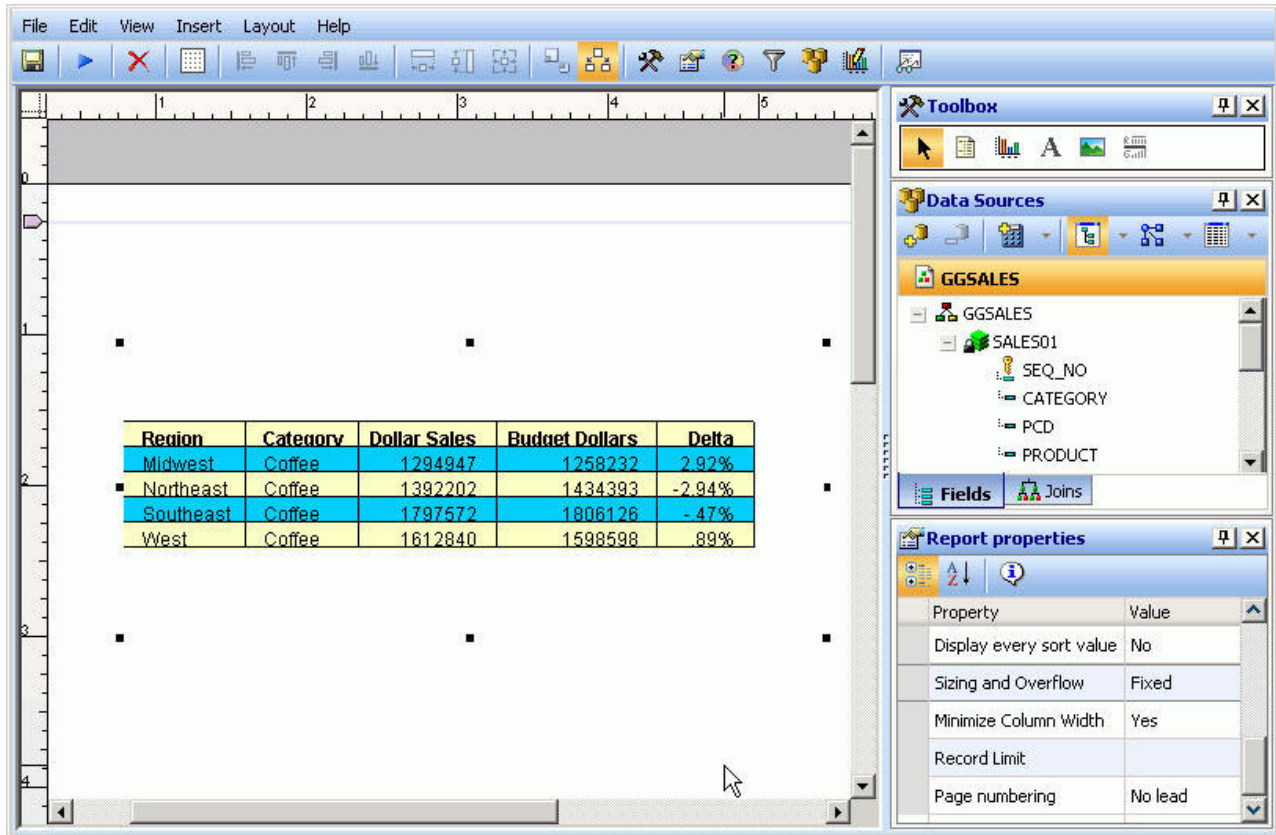 File Edit View Insert Layout Help
1 2 3 4 5
Toolbox
A
Data Sources
GGSALES
GGSALES
SALES01
SEQ_NO
CATEGORY
PCD
PRODUCT
Fields Joins
0
1
2
3
4
Region Category Dollar Sales Budget Dollars Delta
Midwest Coffee 1294947 1258232 2.92%
Northeast Coffee 1392202 1434393 -2.94%
Southeast Coffee 1797572 1806126 -.47%
West Coffee 1612840 1598598 .89%
Report properties
Property Value
Display every sort value No
Sizing and Overflow Fixed
Minimize Column Width Yes
Record Limit
Page numbering No lead